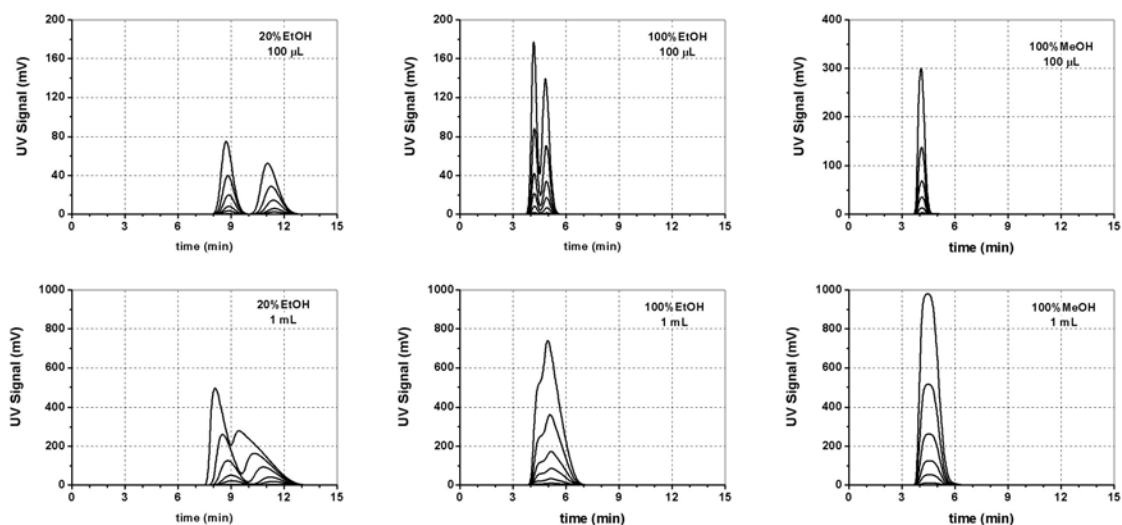 200
160
120
80
40
0
UV Signal (mV)
20%EtOH
100 µL
0 3 6 9 12 15
time (min)
200
160
120
80
40
0
UV Signal (mV)
100%EtOH
100 µL
0 3 6 9 12 15
time (min)
400
300
200
100
0
UV Signal (mV)
100%MeOH
100 µL
0 3 6 9 12 15
time (min)
1000
800
600
400
200
0
UV Signal (mV)
20%EtOH
1 mL
0 3 6 9 12 15
time (min)
1000
800
600
400
200
0
UV Signal (mV)
100%EtOH
1 mL
0 3 6 9 12 15
time (min)
1000
800
600
400
200
0
UV Signal (mV)
100%MeOH
1 mL
0 3 6 9 12 15
time (min)